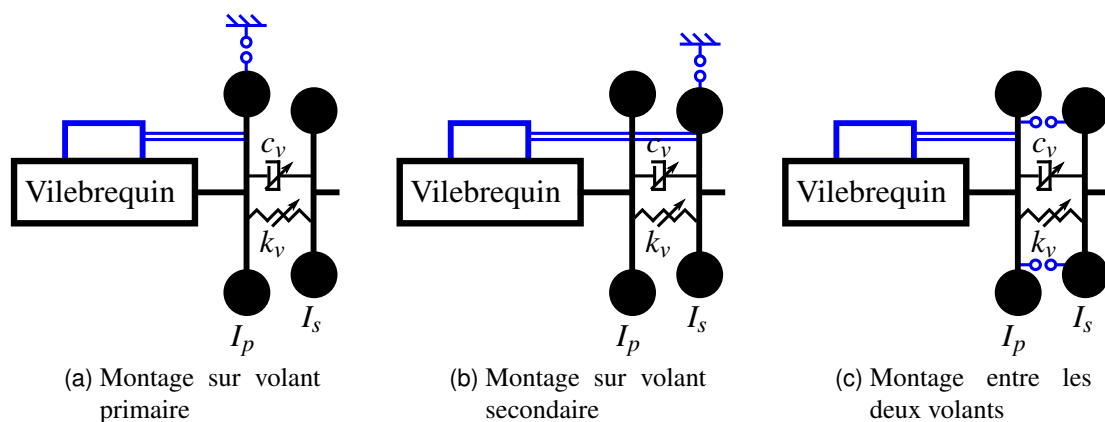 Vilebrequin
c_v
k_v
I_p
I_s
(a) Montage sur volant
primaire
Vilebrequin
c_v
k_v
I_p
I_s
(b) Montage sur volant
secondaire
Vilebrequin
c_v
k_v
I_p
I_s
(c) Montage entre les
deux volants